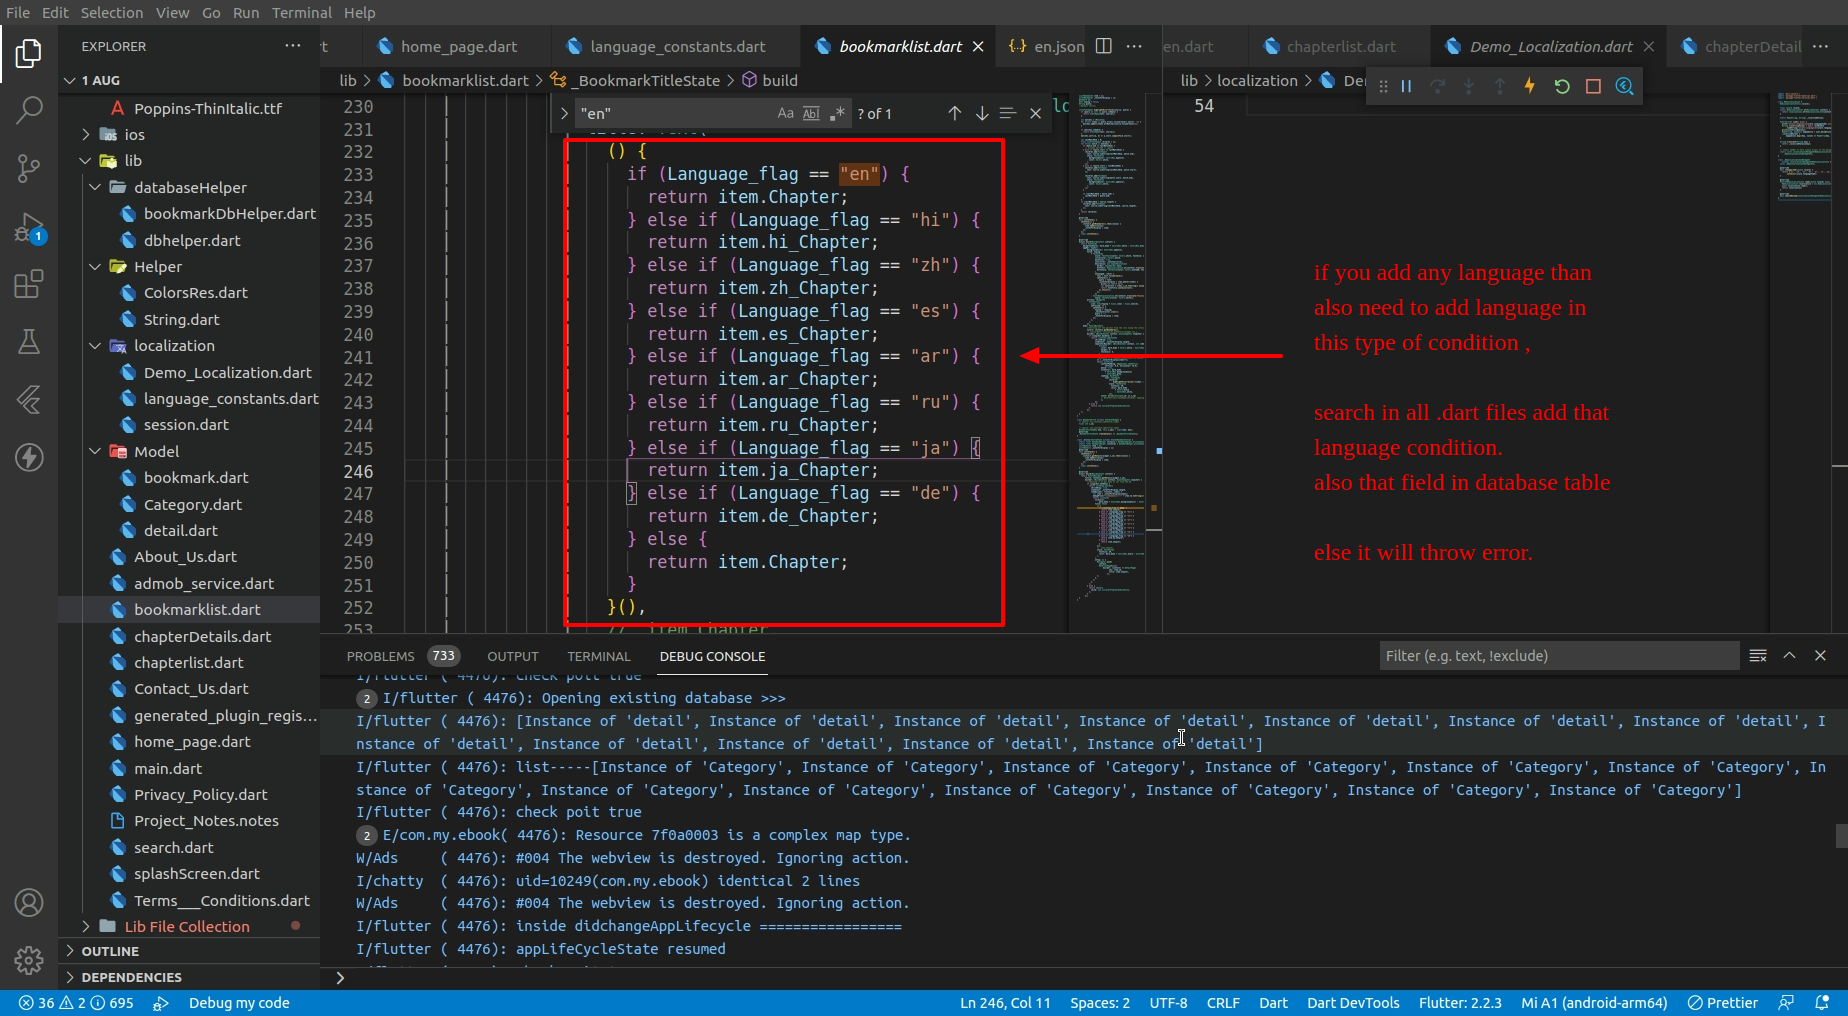 File Edit Selection View Go Run Terminal Help
EXPLORER ···
home_page.dart language_constants.dart bookmarklist.dart en.json ··· en.dart chapterlist.dart Demo_Localization.dart chapterDetail ···
1 AUG
lib > bookmarklist.dart > _BookmarkTitleState > build
lib > localization >
"en" Aa Abl .* ? of 1
Poppins-ThinItalic.ttf
ios
lib
databaseHelper
bookmarkDbHelper.dart
dbhelper.dart
Helper
ColorsRes.dart
String.dart
localization
Demo_Localization.dart
language_constants.dart
session.dart
Model
bookmark.dart
Category.dart
detail.dart
About_Us.dart
admob_service.dart
bookmarklist.dart
chapterDetails.dart
chapterlist.dart
Contact_Us.dart
generated_plugin_regis...
home_page.dart
main.dart
Privacy_Policy.dart
Project_Notes.notes
search.dart
splashScreen.dart
Terms___Conditions.dart
Lib File Collection
OUTLINE
DEPENDENCIES
230
231
232 () {
233 if (Language_flag == "en") {
234 return item.Chapter;
235 } else if (Language_flag == "hi") {
236 return item.hi_Chapter;
237 } else if (Language_flag == "zh") {
238 return item.zh_Chapter;
239 } else if (Language_flag == "es") {
240 return item.es_Chapter;
241 } else if (Language_flag == "ar") {
242 return item.ar_Chapter;
243 } else if (Language_flag == "ru") {
244 return item.ru_Chapter;
245 } else if (Language_flag == "ja") {
246 return item.ja_Chapter;
247 } else if (Language_flag == "de") {
248 return item.de_Chapter;
249 } else {
250 return item.Chapter;
251 }
252 }(),
253 // item.Chapter
54
if you add any language than
also need to add language in
this type of condition ,
search in all .dart files add that
language condition.
also that field in database table
else it will throw error.
PROBLEMS 733 OUTPUT TERMINAL DEBUG CONSOLE Filter (e.g. text, !exclude)
I/flutter ( 4476): check poit true
2 I/flutter ( 4476): Opening existing database >>>
I/flutter ( 4476): [Instance of 'detail', Instance of 'detail', Instance of 'detail', Instance of 'detail', Instance of 'detail', Instance of 'detail', Instance of 'detail', I
nstance of 'detail', Instance of 'detail', Instance of 'detail', Instance of 'detail', Instance of 'detail']
I/flutter ( 4476): list-----[Instance of 'Category', Instance of 'Category', Instance of 'Category', Instance of 'Category', Instance of 'Category', Instance of 'Category', In
stance of 'Category', Instance of 'Category', Instance of 'Category', Instance of 'Category', Instance of 'Category', Instance of 'Category', Instance of 'Category']
I/flutter ( 4476): check poit true
2 E/com.my.ebook( 4476): Resource 7f0a0003 is a complex map type.
W/Ads ( 4476): #004 The webview is destroyed. Ignoring action.
I/chatty ( 4476): uid=10249(com.my.ebook) identical 2 lines
W/Ads ( 4476): #004 The webview is destroyed. Ignoring action.
I/flutter ( 4476): inside didchangeAppLifecycle =================
I/flutter ( 4476): appLifeCycleState resumed
36 2 695 Debug my code Ln 246, Col 11 Spaces: 2 UTF-8 CRLF Dart Dart DevTools Flutter: 2.2.3 Mi A1 (android-arm64) Prettier